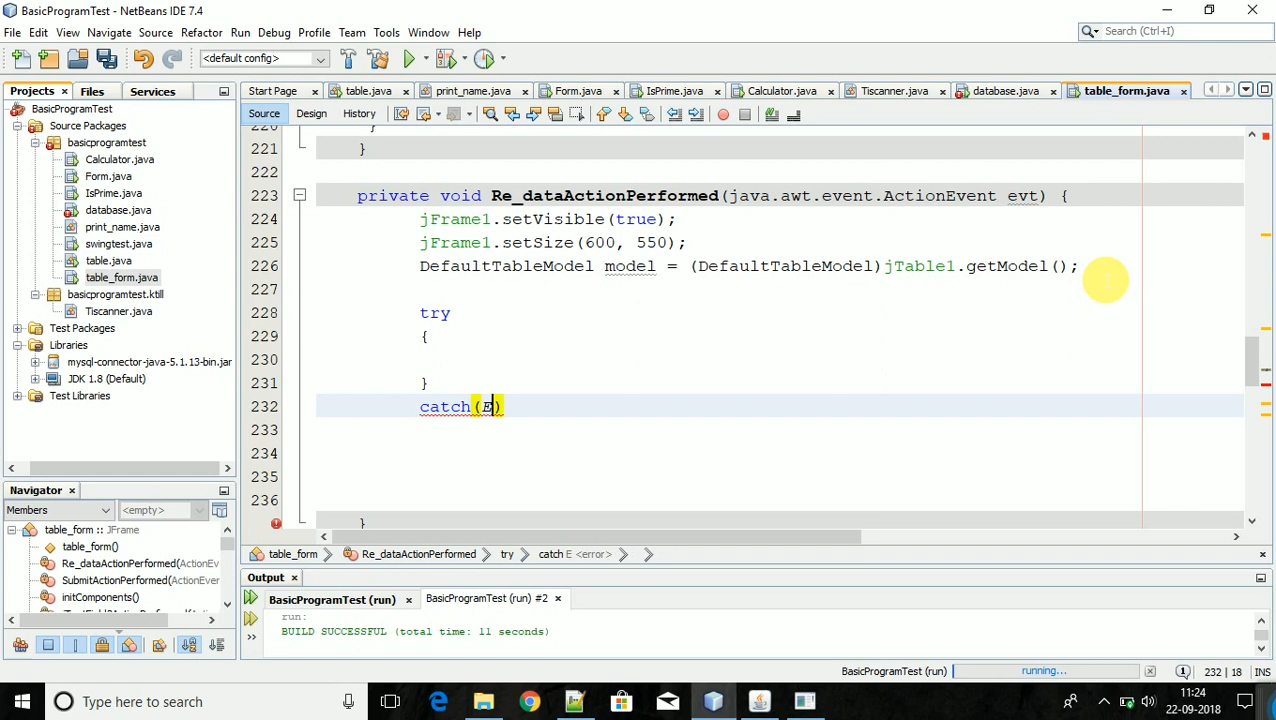 BasicProgramTest - NetBeans IDE 7.4
File Edit View Navigate Source Refactor Run Debug Profile Team Tools Window Help
Search (Ctrl+I)
<default config>
Projects Files Services
Start Page table.java print_name.java Form.java IsPrime.java Calculator.java Tiscanner.java database.java table_form.java
Source Design History
BasicProgramTest
Source Packages
basicprogramtest
Calculator.java
Form.java
IsPrime.java
database.java
print_name.java
swingtest.java
table.java
table_form.java
basicprogramtest.ktill
Tiscanner.java
Test Packages
Libraries
mysql-connector-java-5.1.13-bin.jar
JDK 1.8 (Default)
Test Libraries
220 }
221 }
222
223 private void Re_dataActionPerformed(java.awt.event.ActionEvent evt) {
224 jFrame1.setVisible(true);
225 jFrame1.setSize(600, 550);
226 DefaultTableModel model = (DefaultTableModel)jTable1.getModel();
227
228 try
229 {
230
231 }
232 catch(E)
233
234
235
236
}
Navigator
Members <empty>
table_form :: JFrame
table_form()
Re_dataActionPerformed(ActionEv
SubmitActionPerformed(ActionEver
initComponents()
table_form Re_dataActionPerformed try catch E <error>
Output
BasicProgramTest (run) BasicProgramTest (run) #2
run:
BUILD SUCCESSFUL (total time: 11 seconds)
BasicProgramTest (run) running... 1 232 | 18 INS
Type here to search
11:24
22-09-2018